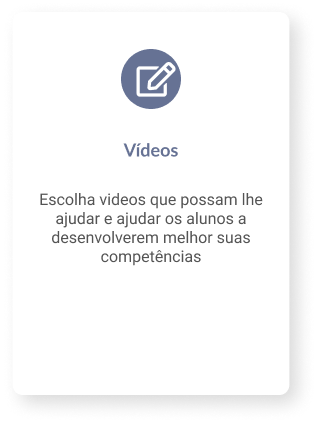 Vídeos
Escolha videos que possam lhe
ajudar e ajudar os alunos a
desenvolverem melhor suas
competências